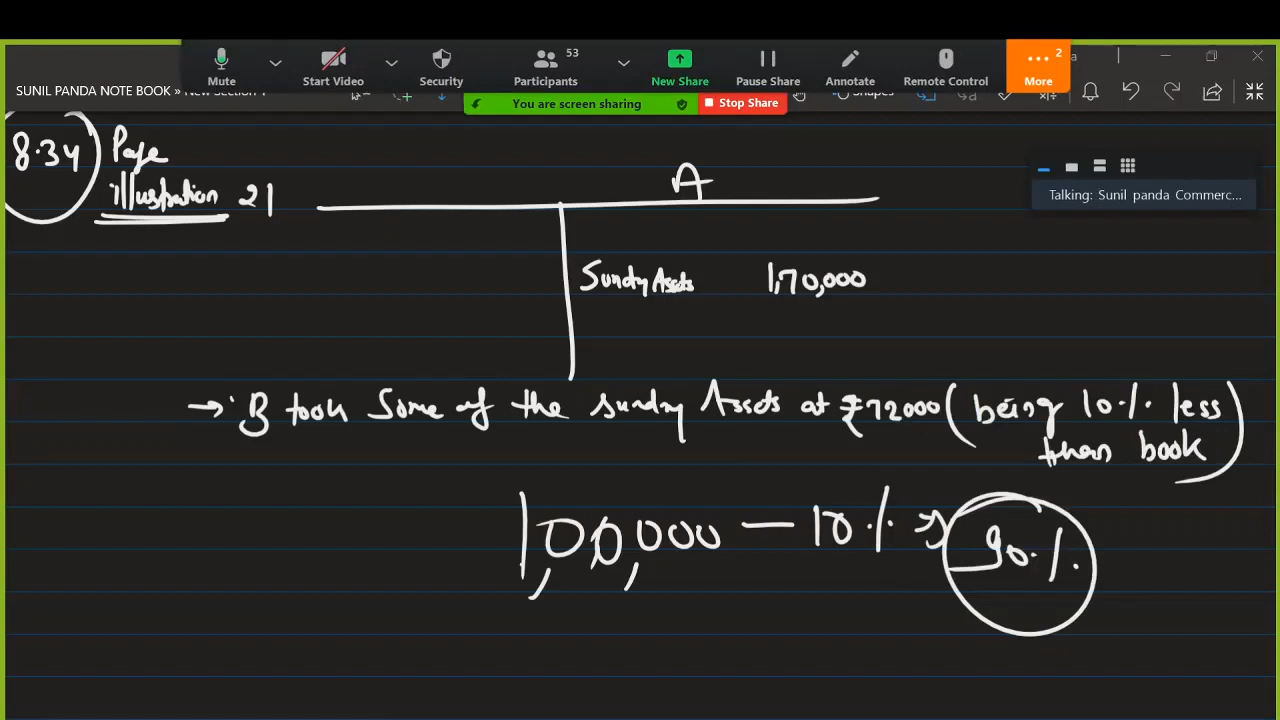 53
2
Mute
Start Video
Security
Participants
New Share
Pause Share
Annotate
Remote Control
More
SUNIL PANDA NOTE BOOK »
You are screen sharing
Stop Share
8.34 Page
illustration 21
A
Talking: Sunil panda Commerc...
Sundry Assets 1,70,000
→ B took Some of the sundry Assets at ₹72000 (being 10% less
than book)
1,00,000 — 10% → 90%